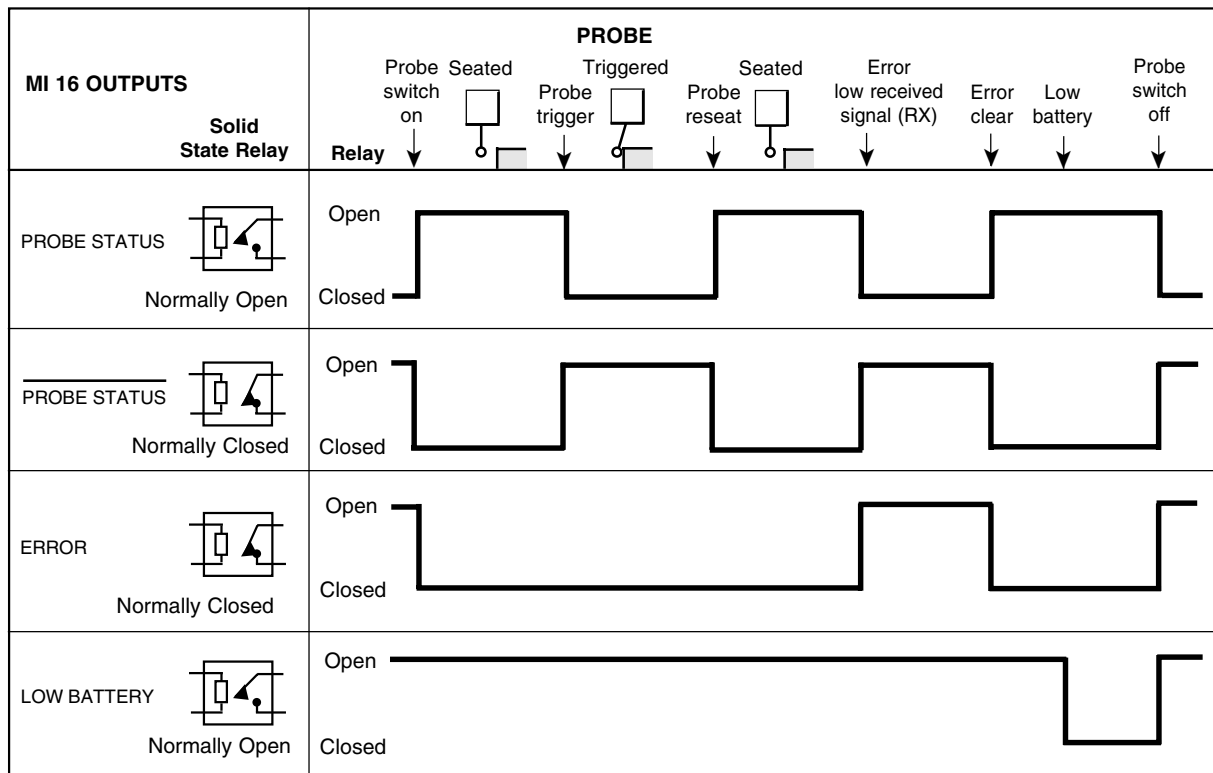 MI 16 OUTPUTS
Solid
State Relay
PROBE
Relay
Probe
switch
on
Seated
Probe
trigger
Triggered
Probe
reseat
Seated
Error
low received
signal (RX)
Error
clear
Low
battery
Probe
switch
off
PROBE STATUS
Normally Open
Open
Closed
PROBE STATUS
Normally Closed
Open
Closed
ERROR
Normally Closed
Open
Closed
LOW BATTERY
Normally Open
Open
Closed